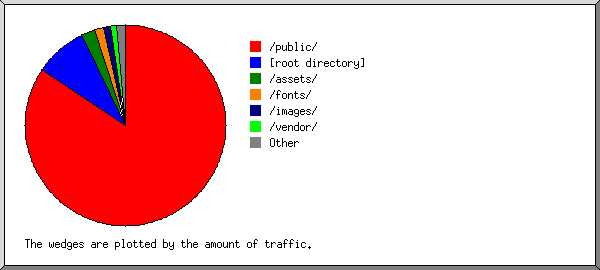 /public/
[root directory]
/assets/
/fonts/
/images/
/vendor/
Other
The wedges are plotted by the amount of traffic.